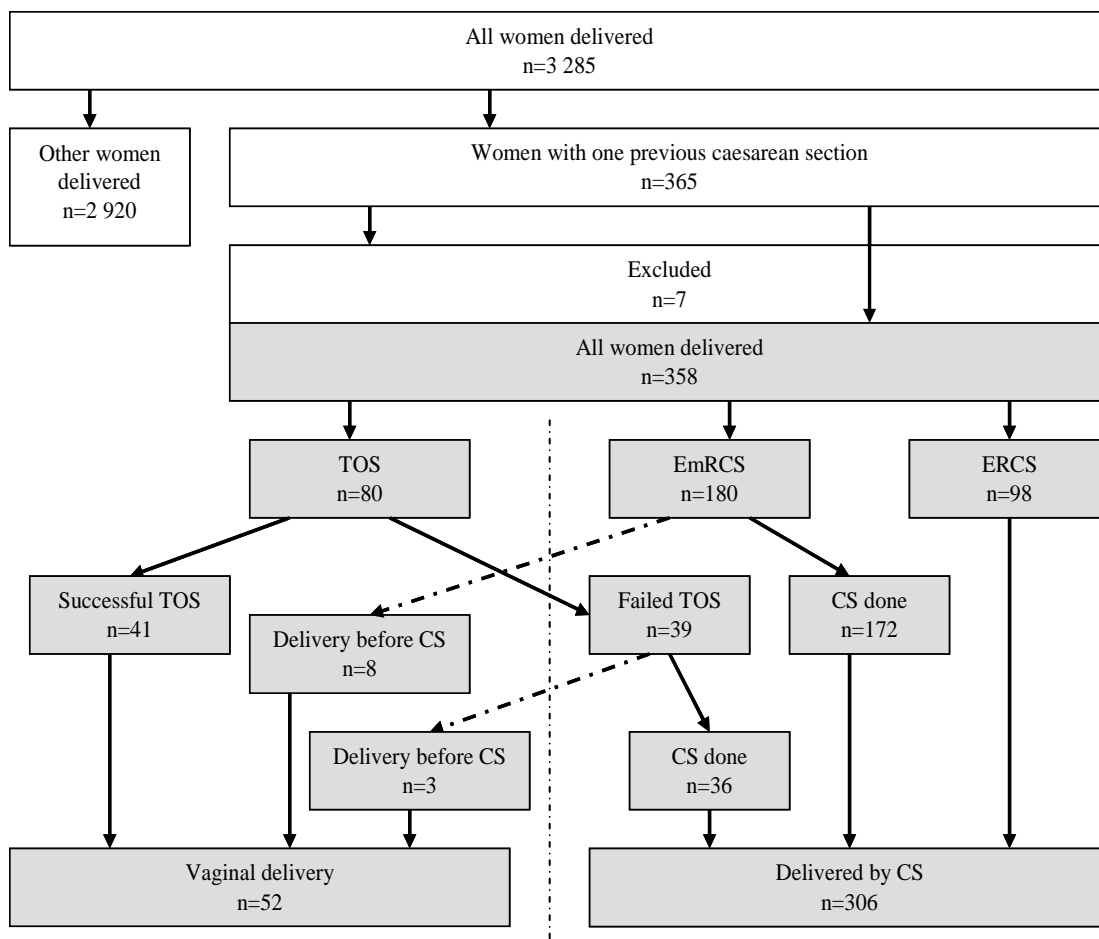 All women delivered
n=3 285
Other women
delivered
n=2 920
Women with one previous caesarean section
n=365
Excluded
n=7
All women delivered
n=358
TOS
n=80
EmRCS
n=180
ERCS
n=98
Successful TOS
n=41
Delivery before CS
n=8
Failed TOS
n=39
CS done
n=172
Delivery before CS
n=3
CS done
n=36
Vaginal delivery
n=52
Delivered by CS
n=306